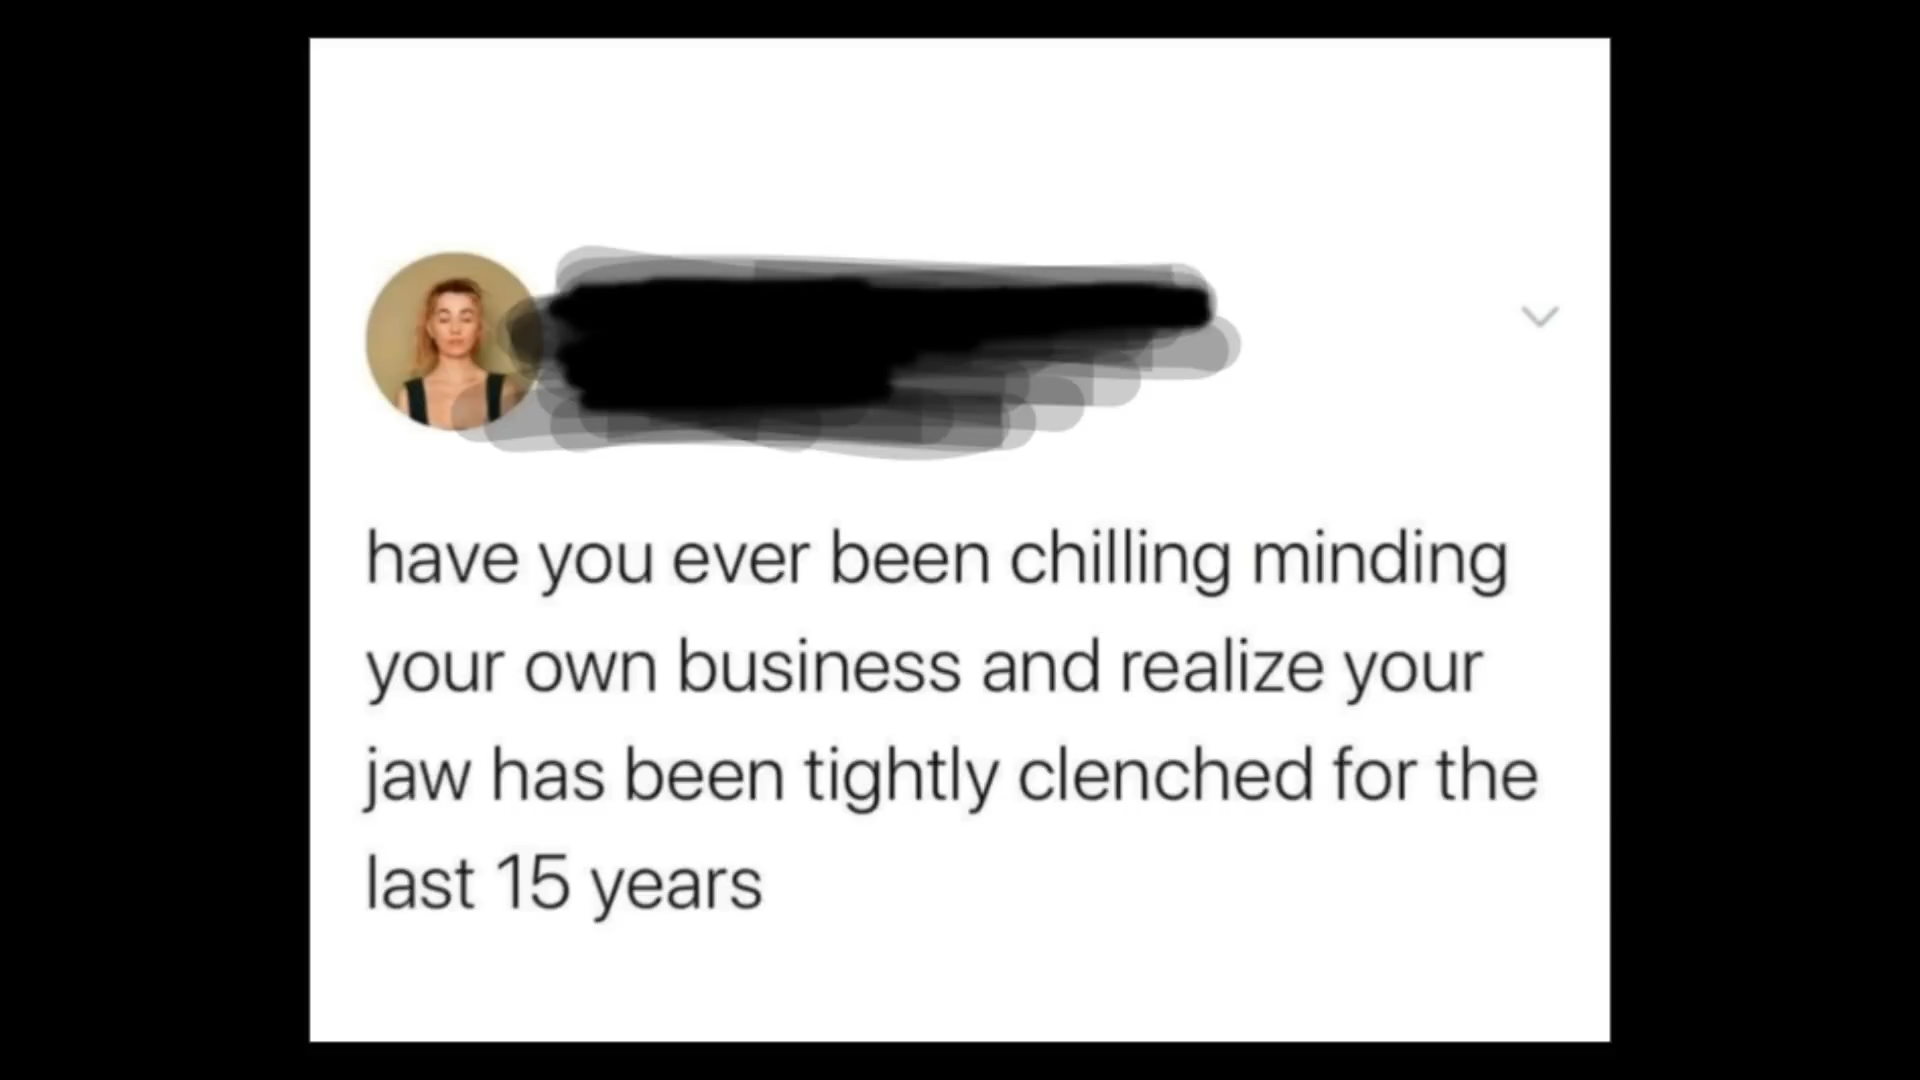 have you ever been chilling minding
your own business and realize your
jaw has been tightly clenched for the
last 15 years